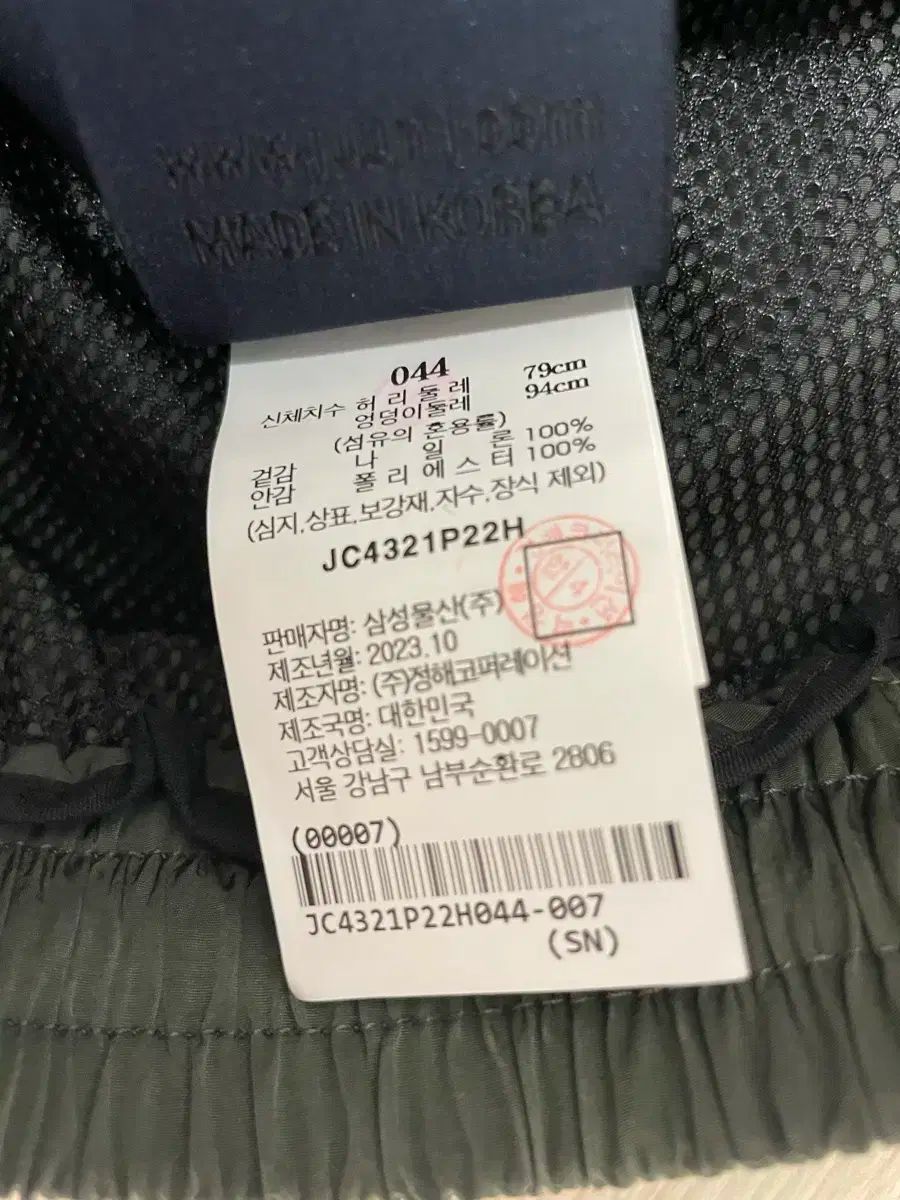 MADE IN KOREA
044
신체치수 허리둘레 79cm
엉덩이둘레 94cm
(섬유의 혼용률)
겉감 나일론 100%
안감 폴리에스터 100%
(심지,상표,보강재,자수,장식 제외)
JC4321P22H
판매자명: 삼성물산(주)
제조년월: 2023.10
제조자명: (주)정해코퍼레이션
제조국명: 대한민국
고객상담실: 1599-0007
서울 강남구 남부순환로 2806
(00007)
JC4321P22H044-007
(SN)